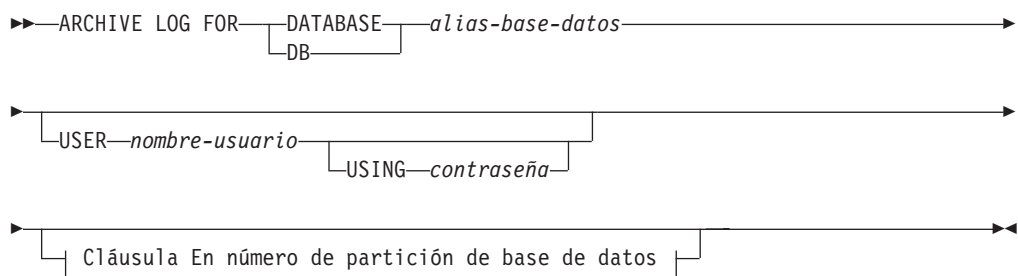 ARCHIVE LOG FOR DATABASE alias-base-datos
DB
USER nombre-usuario
USING contraseña
Cláusula En número de partición de base de datos